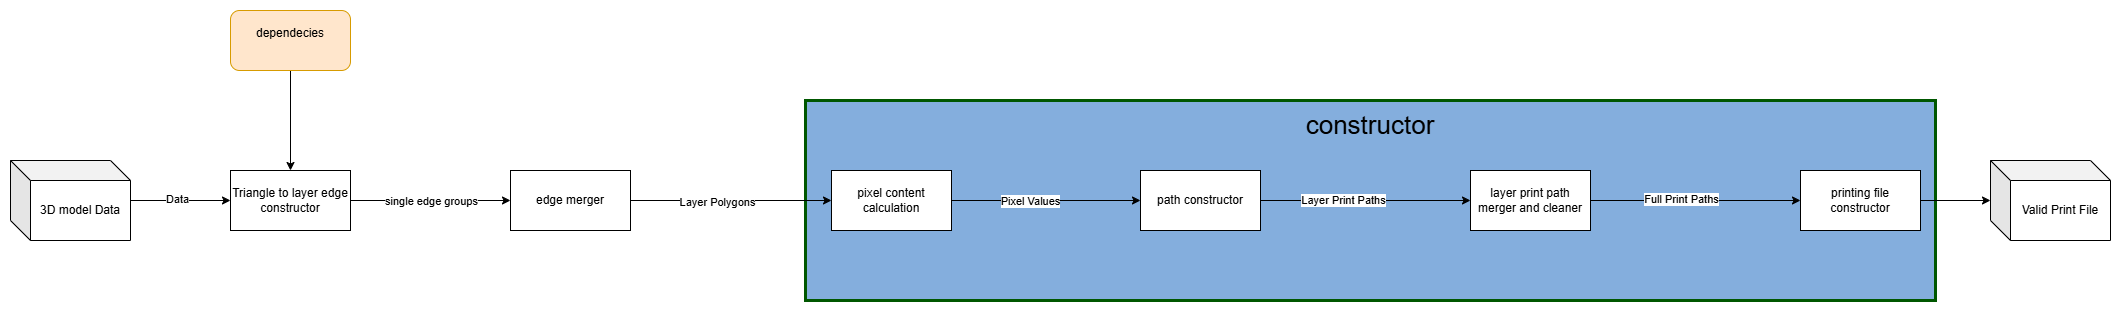 dependecies
constructor
3D model Data
Data
Triangle to layer edge
constructor
single edge groups
edge merger
Layer Polygons
pixel content
calculation
Pixel Values
path constructor
Layer Print Paths
layer print path
merger and cleaner
Full Print Paths
printing file
constructor
Valid Print File